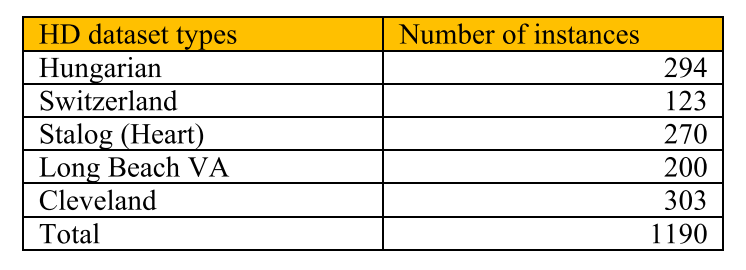 HD dataset types Number of instances
Hungarian 294
Switzerland 123
Stalog (Heart) 270
Long Beach VA 200
Cleveland 303
Total 1190